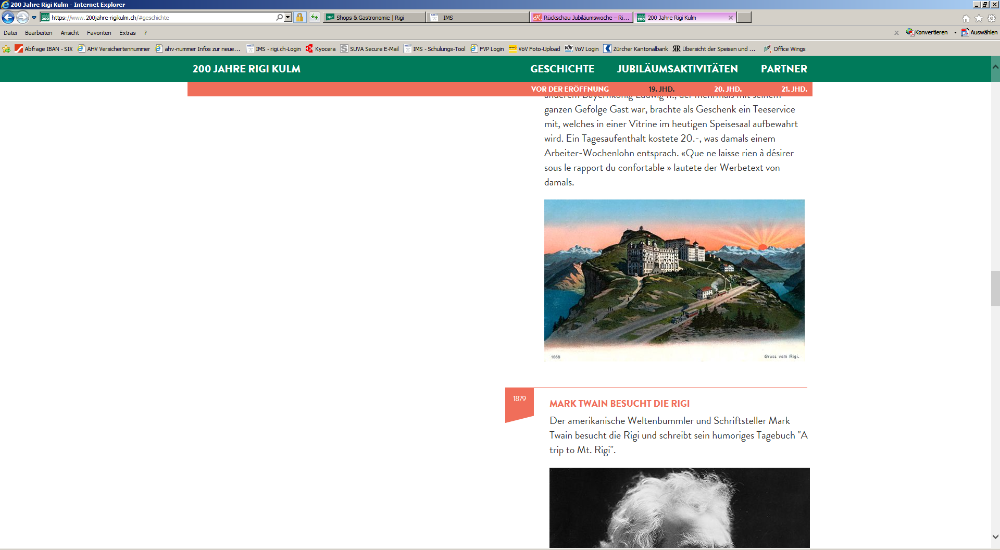 200 Jahre Rigi Kulm - Internet Explorer
https://www.200jahre-rigikulm.ch/#geschichte
Shops & Gastronomie | Rigi
IMS
Rückschau Jubiläumswoche – Ri...
200 Jahre Rigi Kulm
Datei Bearbeiten Ansicht Favoriten Extras ?
Konvertieren
Auswählen
Abfrage IBAN - SIX
AHV Versichertennummer
ahv-nummer Infos zur neue...
IMS - rigi.ch-Login
Kyocera
SUVA Secure E-Mail
IMS - Schulungs-Tool
FVP Login
VöV Foto-Upload
VöV Login
Zürcher Kantonalbank
Übersicht der Speisen und ...
Office Wings
200 JAHRE RIGI KULM
GESCHICHTE JUBILÄUMSAKTIVITÄTEN PARTNER
VOR DER ERÖFFNUNG 19. JHD. 20. JHD. 21. JHD.
anderem Bayernkönig Ludwig II., der mehrmals mit seinem
ganzen Gefolge Gast war, brachte als Geschenk ein Teeservice
mit, welches in einer Vitrine im heutigen Speisesaal aufbewahrt
wird. Ein Tagesaufenthalt kostete 20.-, was damals einem
Arbeiter-Wochenlohn entsprach. «Que ne laisse rien à désirer
sous le rapport du confortable » lautete der Werbetext von
damals.
1668
Gruss vom Rigi.
1879
MARK TWAIN BESUCHT DIE RIGI
Der amerikanische Weltenbummler und Schriftsteller Mark
Twain besucht die Rigi und schreibt sein humoriges Tagebuch "A
trip to Mt. Rigi".